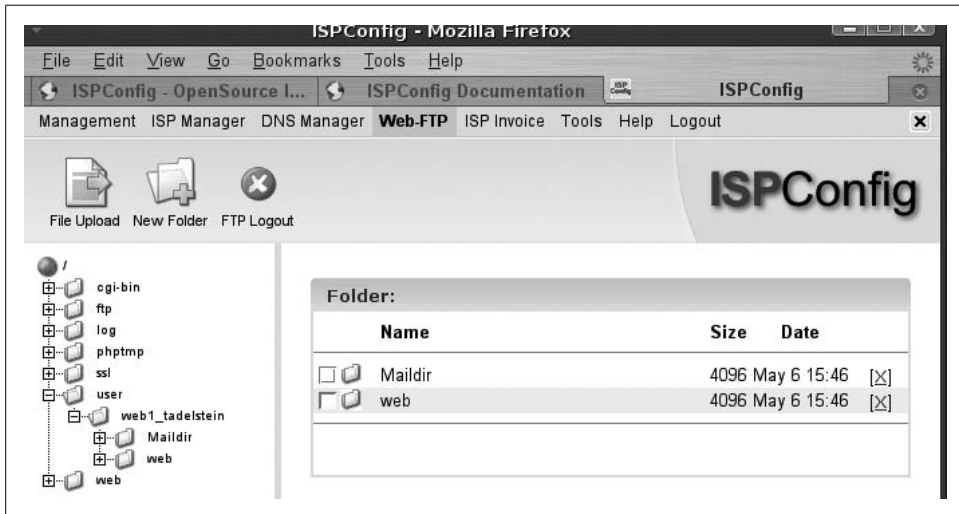 ISPConfig - Mozilla Firefox
File Edit View Go Bookmarks Tools Help
ISPConfig - OpenSource I... ISPConfig Documentation ISP Config ISPConfig
Management ISP Manager DNS Manager Web-FTP ISP Invoice Tools Help Logout
File Upload New Folder FTP Logout
ISPConfig
/
cgi-bin
ftp
log
phptmp
ssl
user
web1_tadelstein
Maildir
web
web
Folder:
Name Size Date
Maildir 4096 May 6 15:46 [X]
web 4096 May 6 15:46 [X]